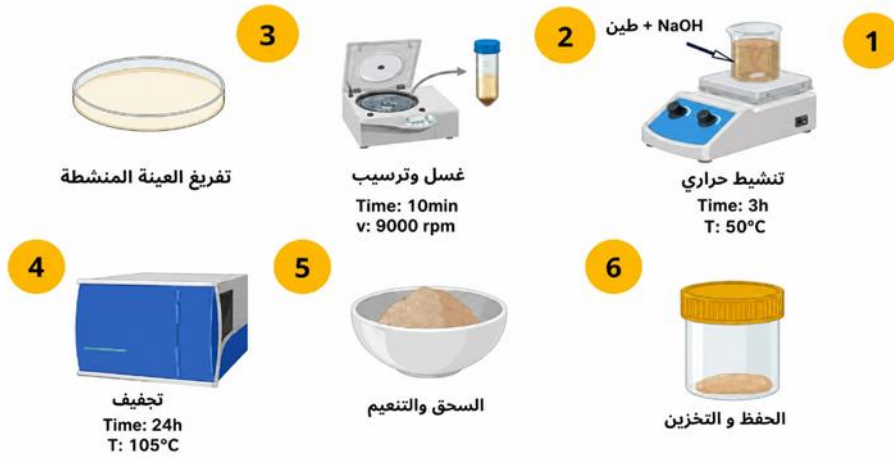 1
طين + NaOH
تنشيط حراري
Time: 3h
T: 50°C
2
غسل وترسيب
Time: 10min
v: 9000 rpm
3
تفريغ العينة المنشطة
4
تجفيف
Time: 24h
T: 105°C
5
السحق والتنعيم
6
الحفظ و التخزين